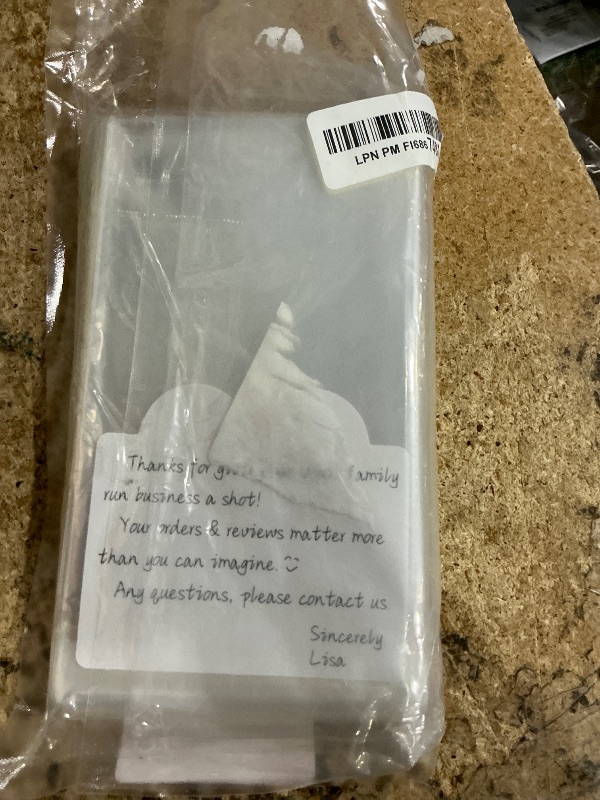 LPN PM FI686
Thanks for family
run business a shot!
Your orders & reviews matter more
than you can imagine.
Any questions, please contact us
Sincerely
Lisa